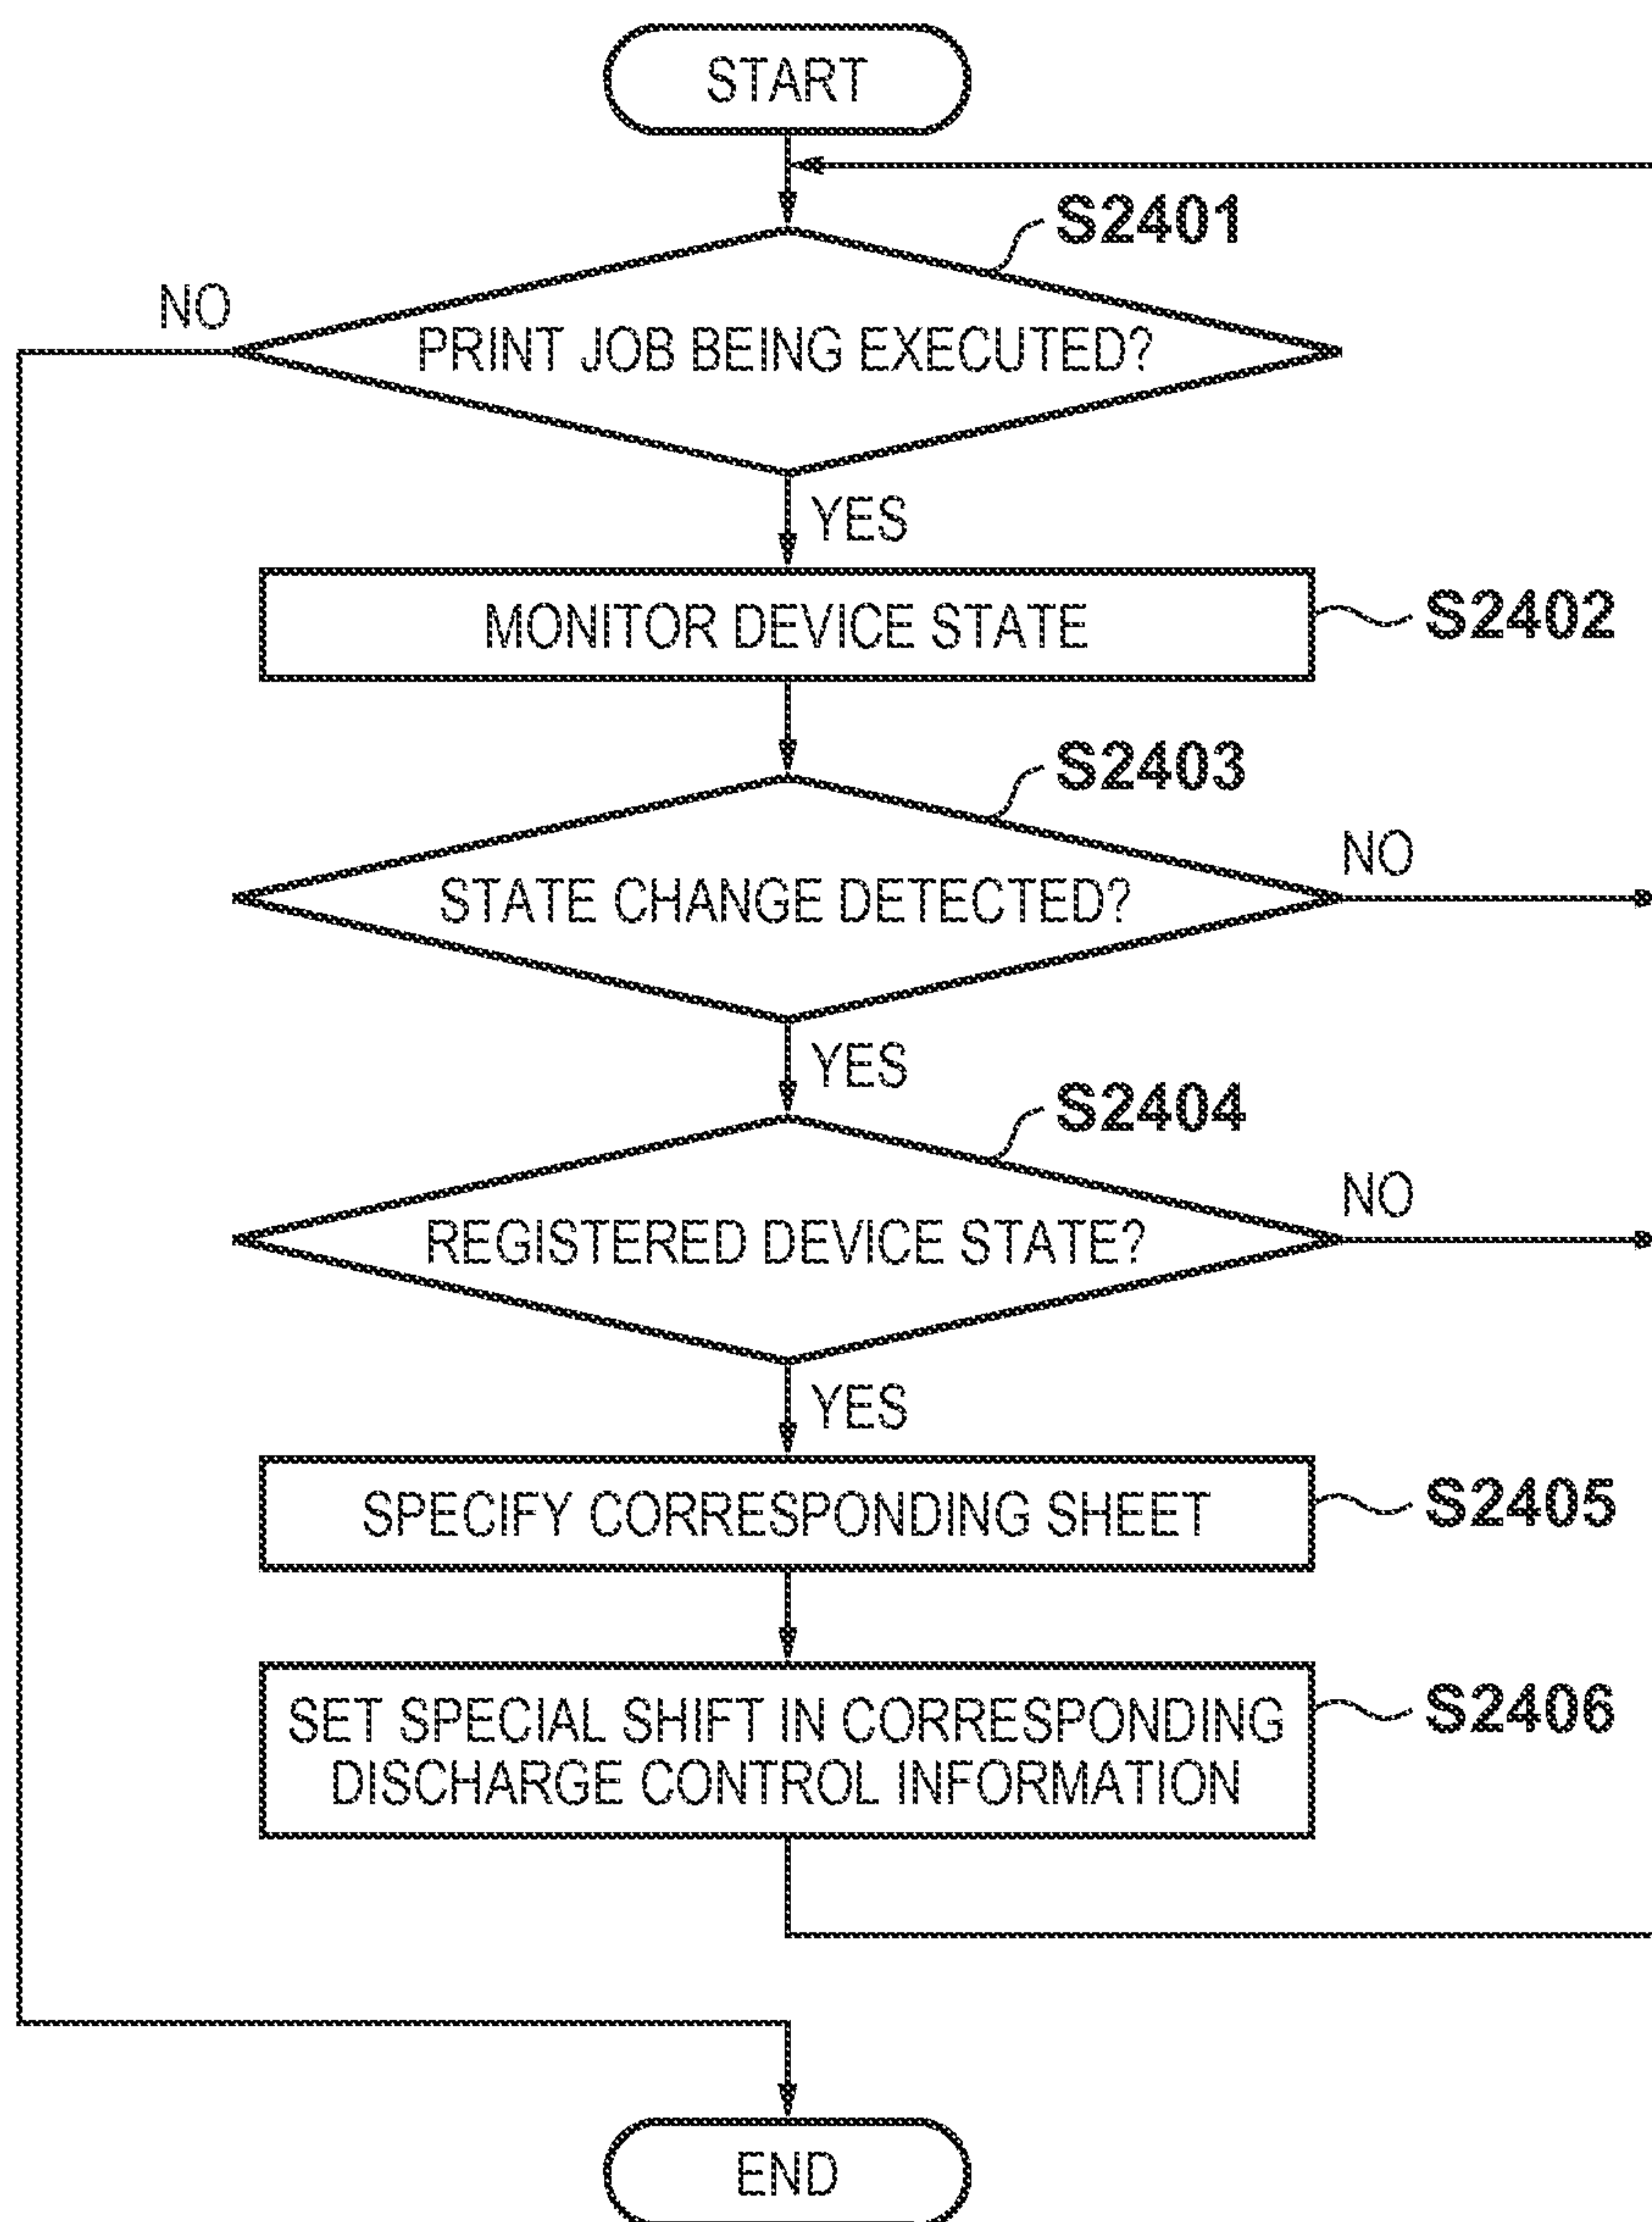 START
S2401
NO
PRINT JOB BEING EXECUTED?
YES
MONITOR DEVICE STATE
S2402
S2403
NO
STATE CHANGE DETECTED?
YES
S2404
NO
REGISTERED DEVICE STATE?
YES
SPECIFY CORRESPONDING SHEET
S2405
SET SPECIAL SHIFT IN CORRESPONDING
DISCHARGE CONTROL INFORMATION
S2406
END